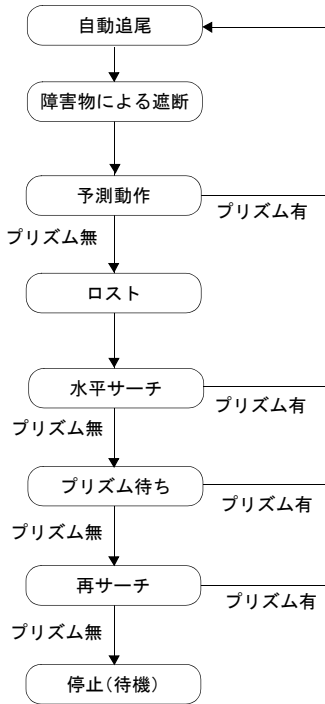 自動追尾
障害物による遮断
予測動作
プリズム有
プリズム無
ロスト
水平サーチ
プリズム有
プリズム無
プリズム待ち
プリズム有
プリズム無
再サーチ
プリズム有
プリズム無
停止(待機)